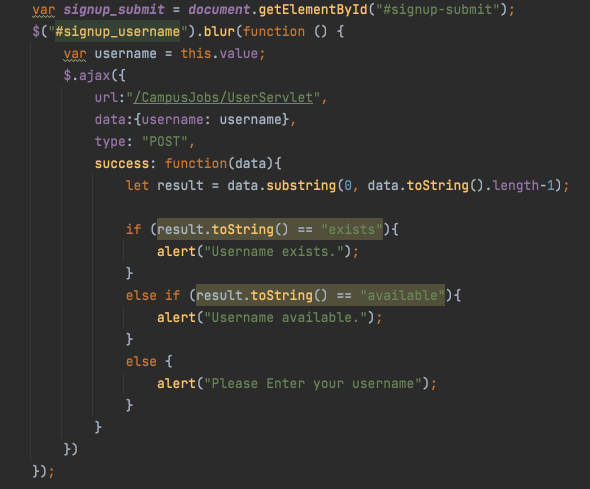 var signup_submit = document.getElementById("#signup-submit");
$("#signup_username").blur(function () {
    var username = this.value;
    $.ajax({
        url:"/CampusJobs/UserServlet",
        data:{username: username},
        type: "POST",
        success: function(data){
            let result = data.substring(0, data.toString().length-1);

            if (result.toString() == "exists"){
                alert("Username exists.");
            }
            else if (result.toString() == "available"){
                alert("Username available.");
            }
            else {
                alert("Please Enter your username");
            }
        }
    })
});